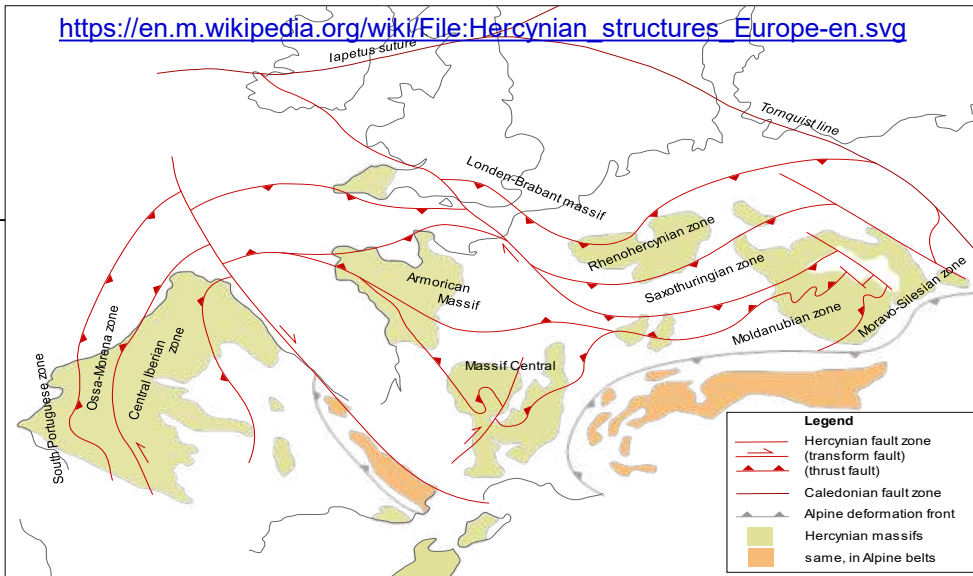 https://en.m.wikipedia.org/wiki/File:Hercynian_structures_Europe-en.svg
Iapetus suture
Tornquist line
Londen-Brabant massif
Rhenohercynian zone
Saxothuringian zone
Armorican
Massif
Moldanubian zone
Moravo-Silesian zone
Massif Central
South Portuguese zone
Ossa-Morena zone
Central Iberian
zone
Legend
Hercynian fault zone
(transform fault)
(thrust fault)
Caledonian fault zone
Alpine deformation front
Hercynian massifs
same, in Alpine belts